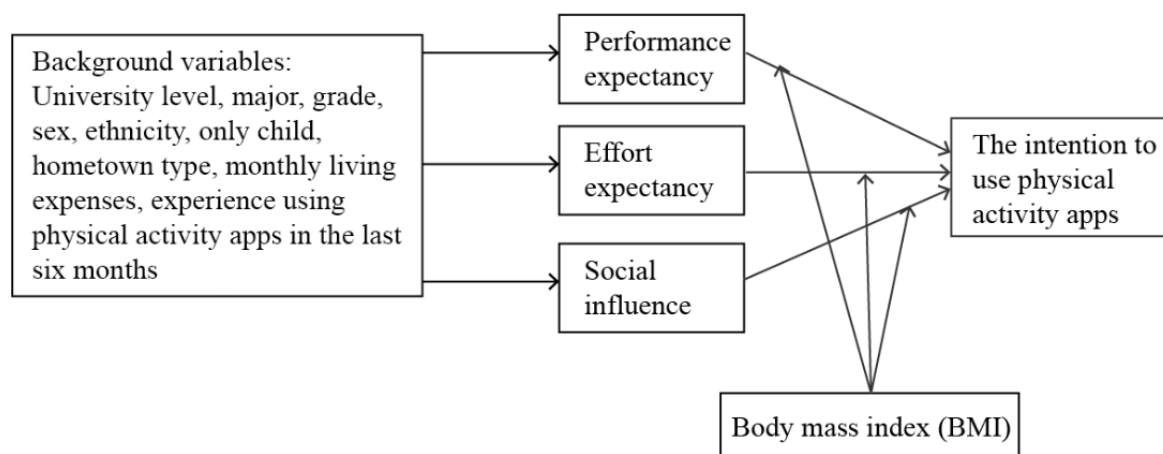 Background variables:
University level, major, grade,
sex, ethnicity, only child,
hometown type, monthly living
expenses, experience using
physical activity apps in the last
six months
Performance
expectancy
Effort
expectancy
Social
influence
The intention to
use physical
activity apps
Body mass index (BMI)